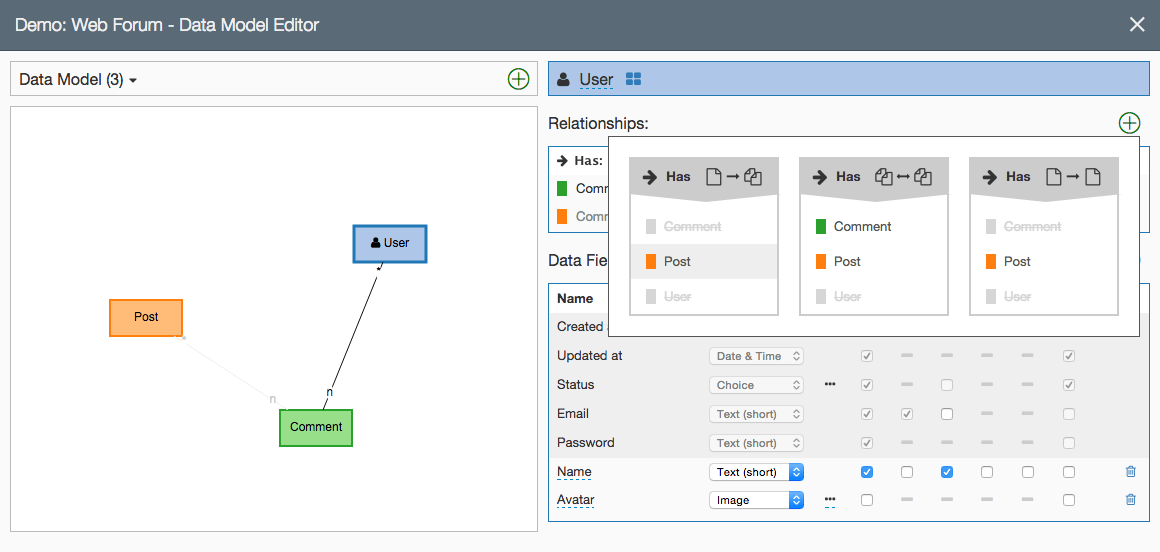 Demo: Web Forum - Data Model Editor
Data Model (3)
User
Relationships:
Has:
Has
Has
Has
Comment
Comment
Comment
Post
Post
Post
User
User
User
Data Fie
Name
Created
Updated at
Date & Time
Status
Choice
Email
Text (short)
Password
Text (short)
Name
Text (short)
Avatar
Image
User
*
Post
*
n
n
Comment